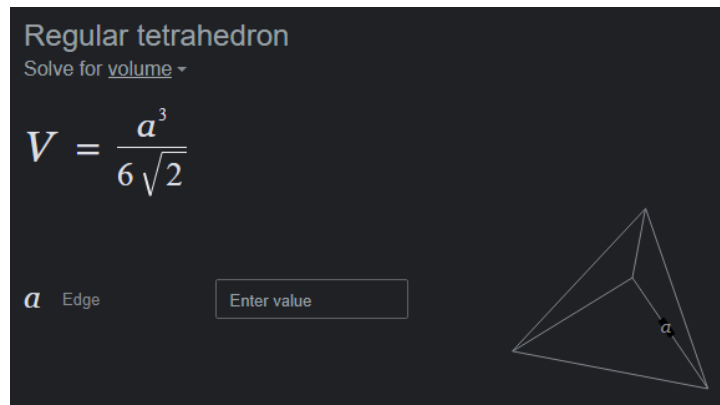 Regular tetrahedron
Solve for volume
V = a³ / 6 √2
a Edge Enter value
a